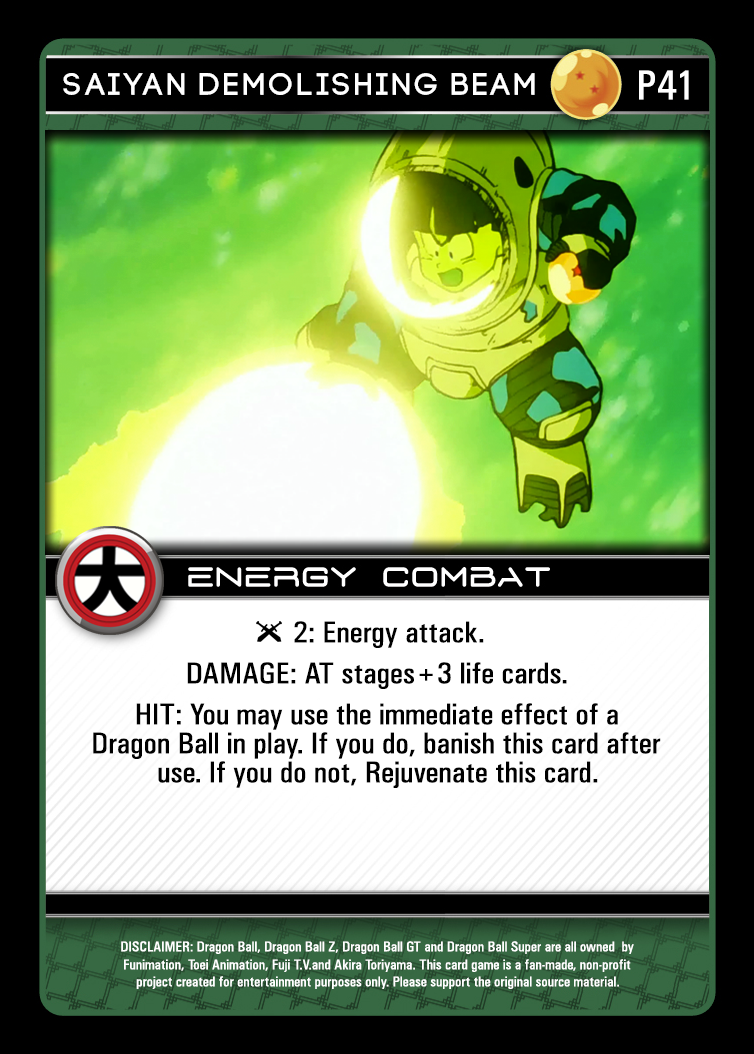 SAIYAN DEMOLISHING BEAM P41
大
ENERGY COMBAT
2: Energy attack.
DAMAGE: AT stages+3 life cards.
HIT: You may use the immediate effect of a
Dragon Ball in play. If you do, banish this card after
use. If you do not, Rejuvenate this card.
DISCLAIMER: Dragon Ball, Dragon Ball Z, Dragon Ball GT and Dragon Ball Super are all owned by
Funimation, Toei Animation, Fuji T.V.and Akira Toriyama. This card game is a fan-made, non-profit
project created for entertainment purposes only. Please support the original source material.